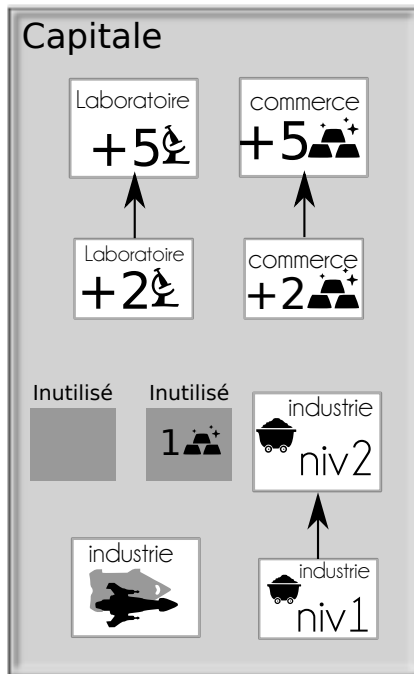 Capitale
Laboratoire
+5
commerce
+5
Laboratoire
+2
commerce
+2
Inutilisé
Inutilisé
1
industrie
niv2
industrie
industrie
niv1